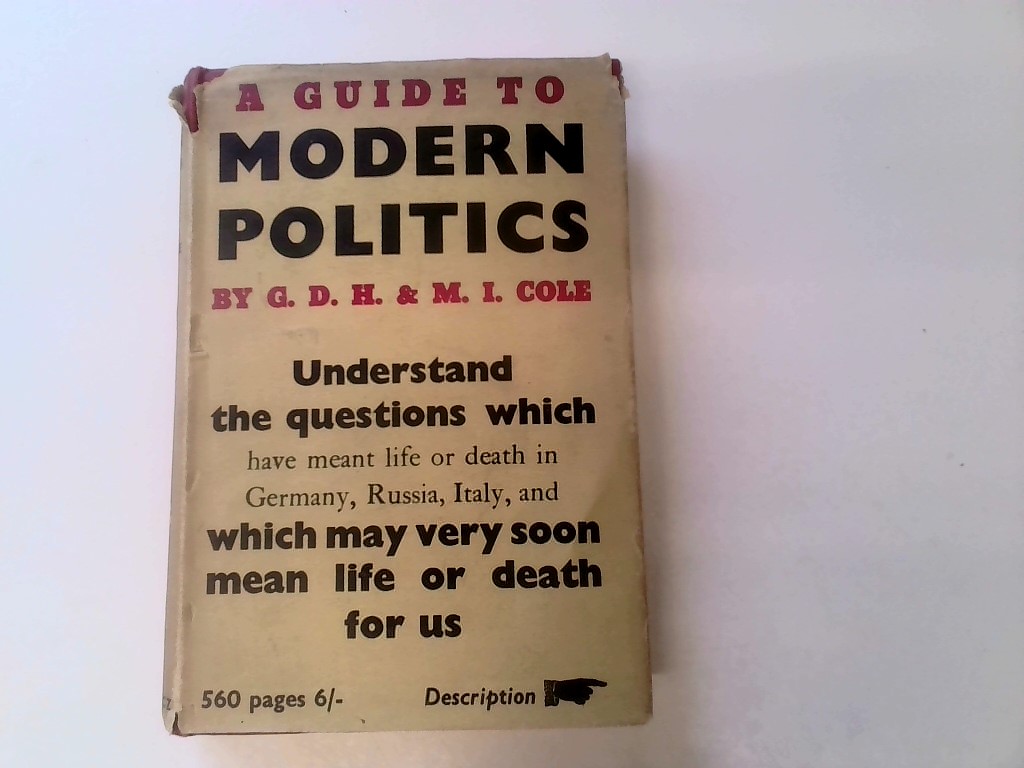 A GUIDE TO
MODERN
POLITICS
BY G. D. H. & M. I. COLE
Understand
the questions which
have meant life or death in
Germany, Russia, Italy, and
which may very soon
mean life or death
for us
560 pages 6/- Description